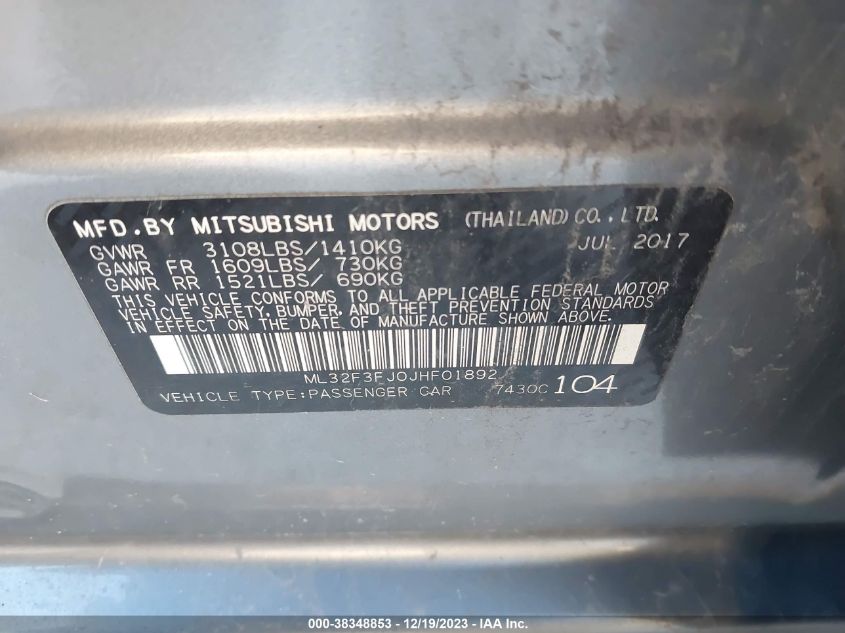 MFD.BY MITSUBISHI MOTORS (THAILAND) CO., LTD.
GVWR 3108LBS/1410KG JUL 2017
GAWR FR 1609LBS/ 730KG
GAWR RR 1521LBS/ 690KG
THIS VEHICLE CONFORMS TO ALL APPLICABLE FEDERAL MOTOR
VEHICLE SAFETY, BUMPER, AND THEFT PREVENTION STANDARDS
IN EFFECT ON THE DATE OF MANUFACTURE SHOWN ABOVE.
ML32F3FJ0JHF01892
VEHICLE TYPE:PASSENGER CAR 7430C 104
000-38348853 - 12/19/2023 - IAA Inc.